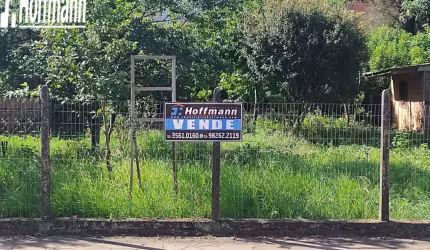 Hoffmann
J. Hoffmann
VENDE
3561.0160 98262.2119